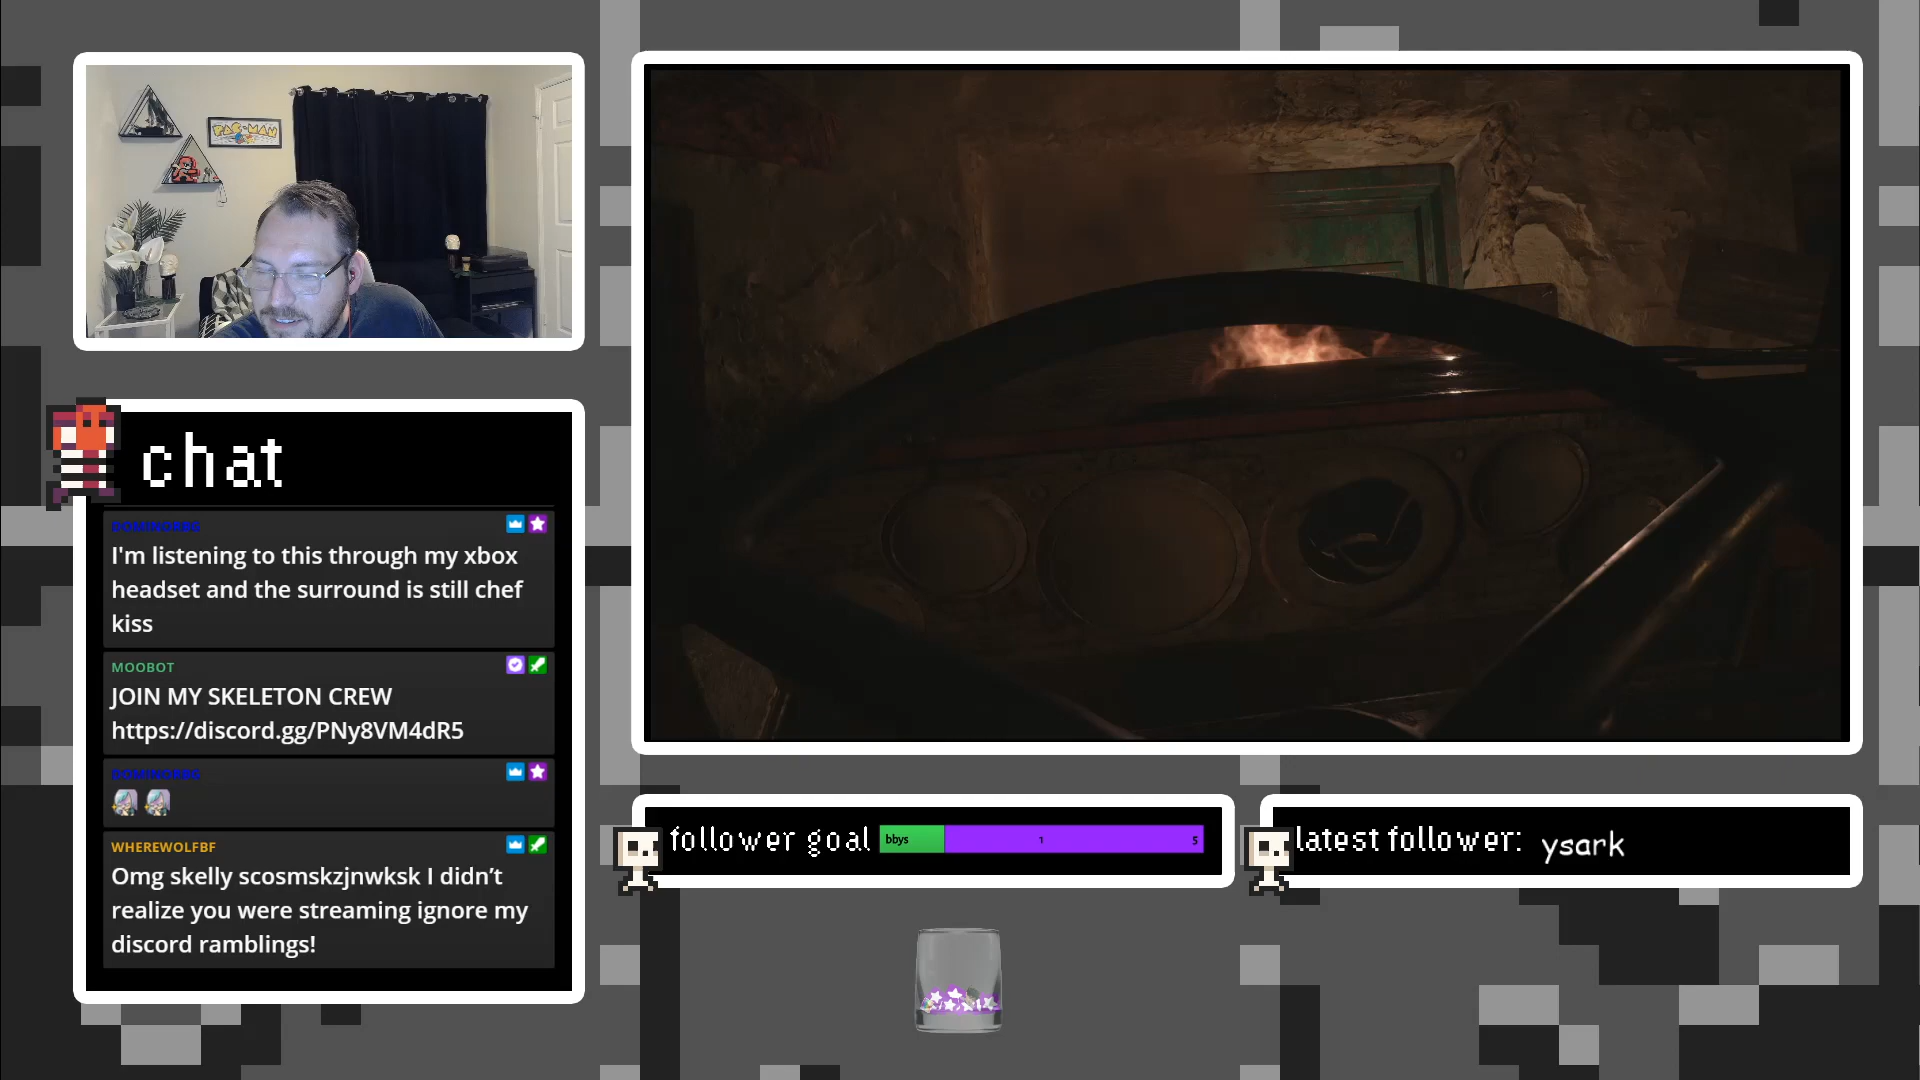 PAC-MAN
chat
DOMINOBBG
I'm listening to this through my xbox
headset and the surround is still chef
kiss
MOOBOT
JOIN MY SKELETON CREW
https://discord.gg/PNy8VM4dR5
DOMINOBBG
WHEREWOLFBF
Omg skelly scosmskzjnwksk I didn’t
realize you were streaming ignore my
discord ramblings!
follower goal
bbys 1 5
latest follower: ysark